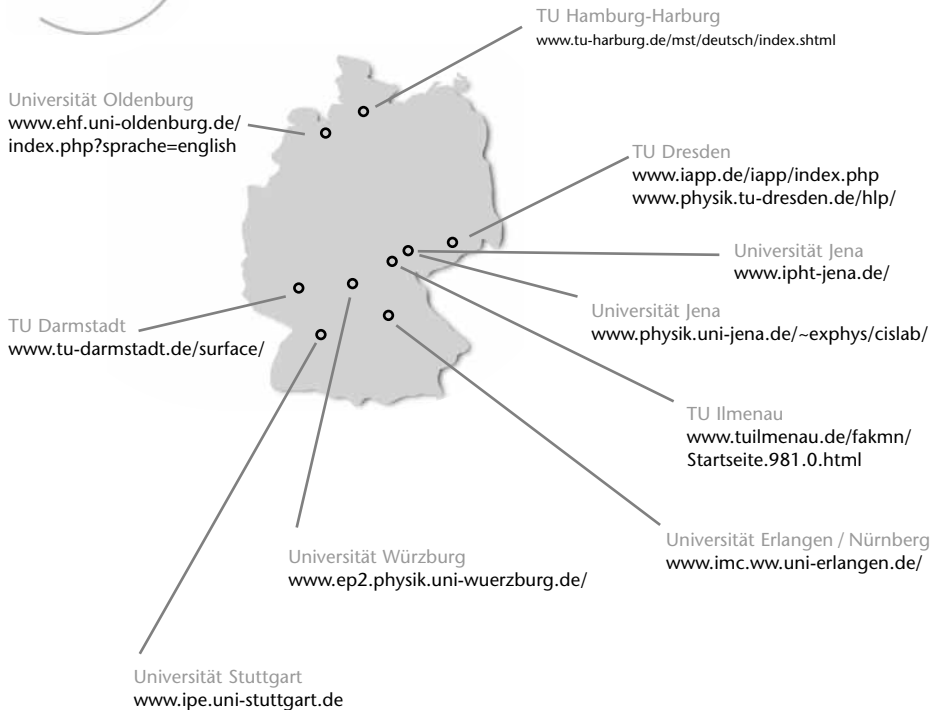 TU Hamburg-Harburg
www.tu-harburg.de/mst/deutsch/index.shtml
Universität Oldenburg
www.ehf.uni-oldenburg.de/
index.php?sprache=english
TU Dresden
www.iapp.de/iapp/index.php
www.physik.tu-dresden.de/hlp/
Universität Jena
www.ipht-jena.de/
Universität Jena
www.physik.uni-jena.de/~exphys/cislab/
TU Darmstadt
www.tu-darmstadt.de/surface/
TU Ilmenau
www.tuilmenau.de/fakmn/
Startseite.981.0.html
Universität Erlangen / Nürnberg
www.imc.ww.uni-erlangen.de/
Universität Würzburg
www.ep2.physik.uni-wuerzburg.de/
Universität Stuttgart
www.ipe.uni-stuttgart.de